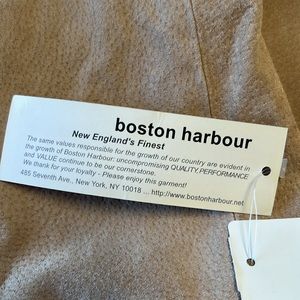 boston harbour
New England's Finest
The same values responsible for the growth of our country are evident in
the growth of Boston Harbour: uncompromising QUALITY, PERFORMANCE
and VALUE continue to be our cornerstone.
We thank for your loyalty - Please enjoy this garment!
485 Seventh Ave., New York, NY 10018 ... http://www.bostonharbour.net